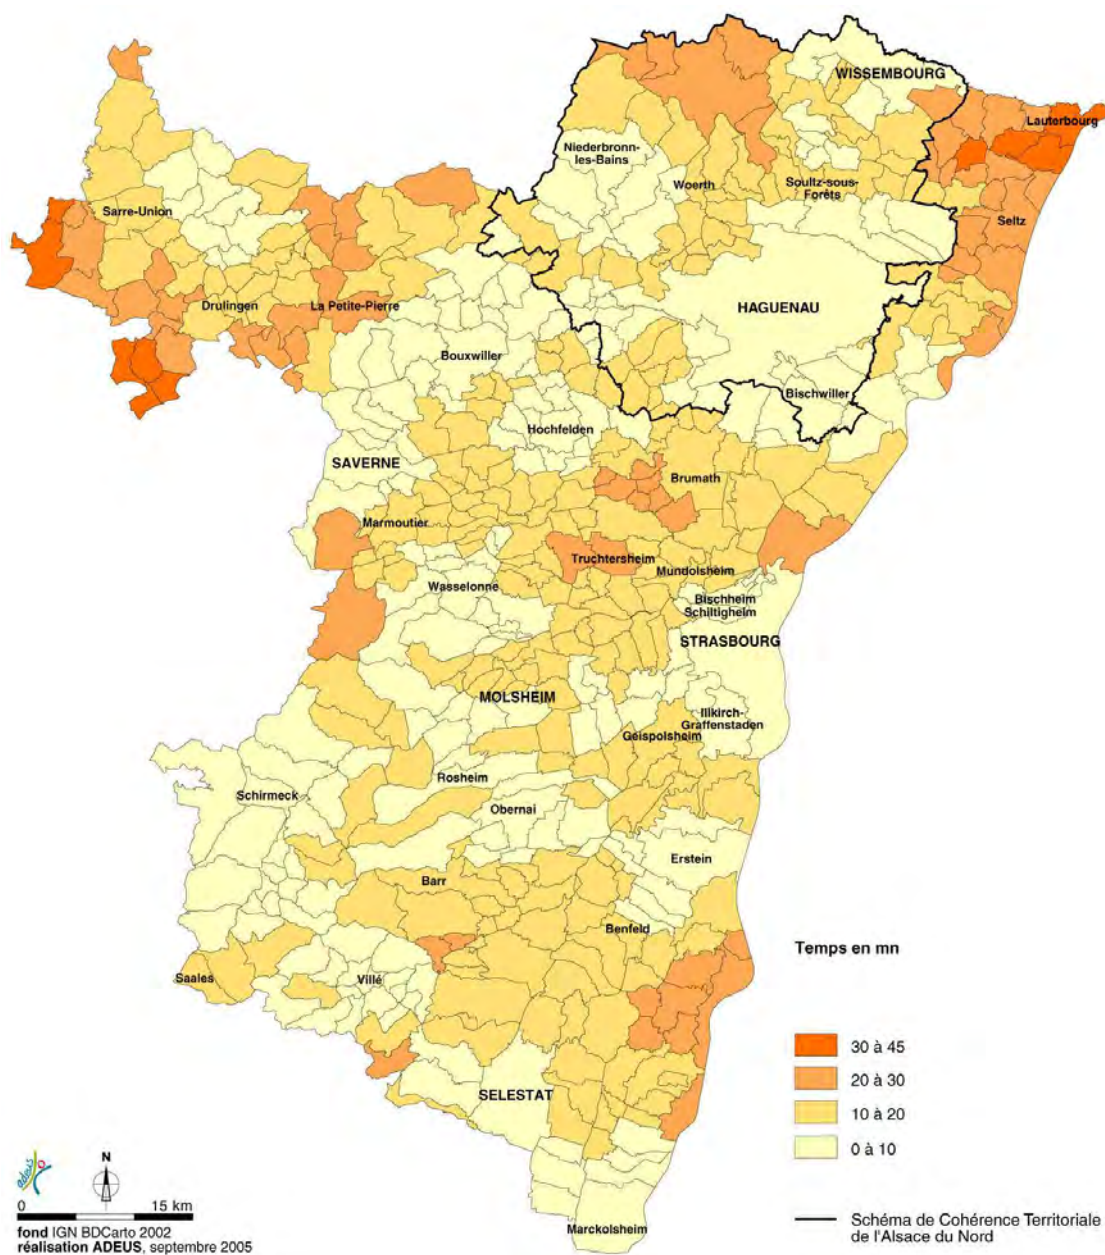 WISSEMBOURG
Lauterbourg
Niederbronn-
les-Bains
Woerth
Soultz-sous-
Forêts
Sarre-Union
Seltz
Drulingen
La Petite-Pierre
HAGUENAU
Bouxwiller
Bischwiller
Hochfelden
SAVERNE
Brumath
Marmoutier
Truchtersheim
Mundolsheim
Wasselonne
Bischheim
Schiltigheim
STRASBOURG
MOLSHEIM
Illkirch-
Graffenstaden
Geispolsheim
Rosheim
Schirmeck
Obernai
Erstein
Barr
Benfeld
Saales
Villé
SELESTAT
Marckolsheim
Temps en mn
30 à 45
20 à 30
10 à 20
0 à 10
Schéma de Cohérence Territoriale
de l'Alsace du Nord
adeus
N
0 15 km
fond IGN BDCarto 2002
réalisation ADEUS, septembre 2005